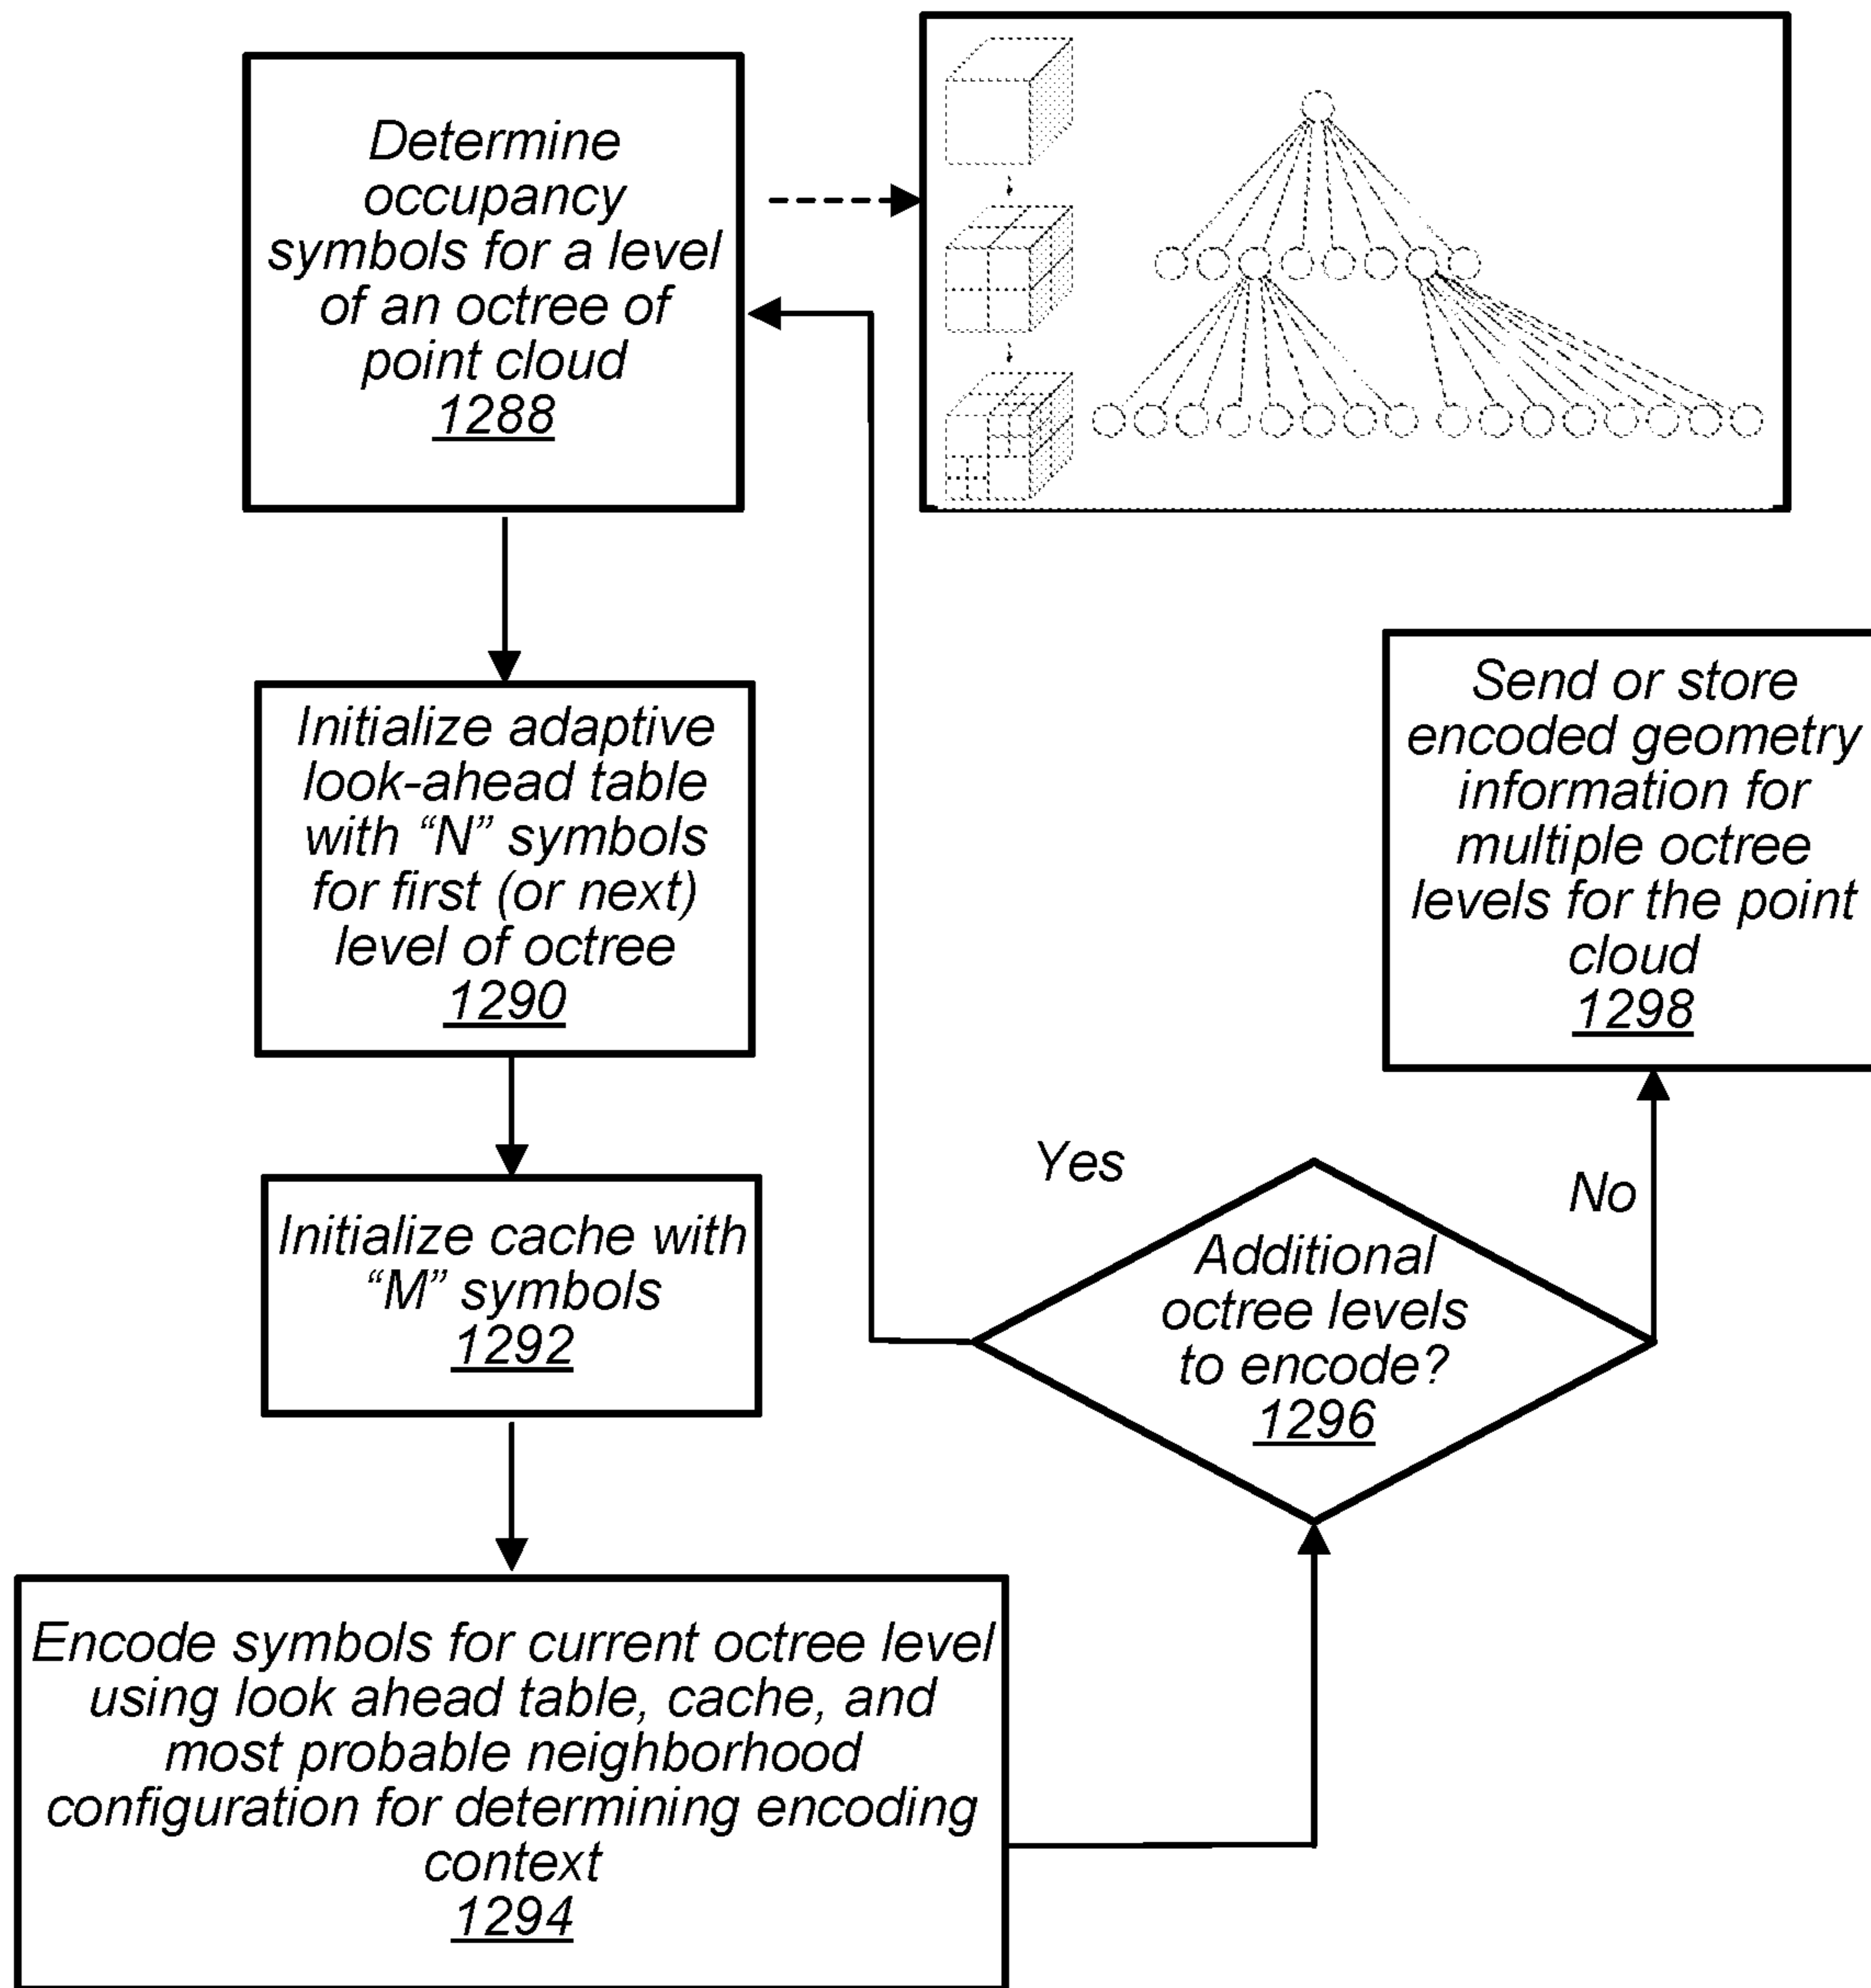 Determine
occupancy
symbols for a level
of an octree of
point cloud
1288
Initialize adaptive
look-ahead table
with “N” symbols
for first (or next)
level of octree
1290
Initialize cache with
“M” symbols
1292
Encode symbols for current octree level
using look ahead table, cache, and
most probable neighborhood
configuration for determining encoding
context
1294
Yes
No
Additional
octree levels
to encode?
1296
Send or store
encoded geometry
information for
multiple octree
levels for the point
cloud
1298